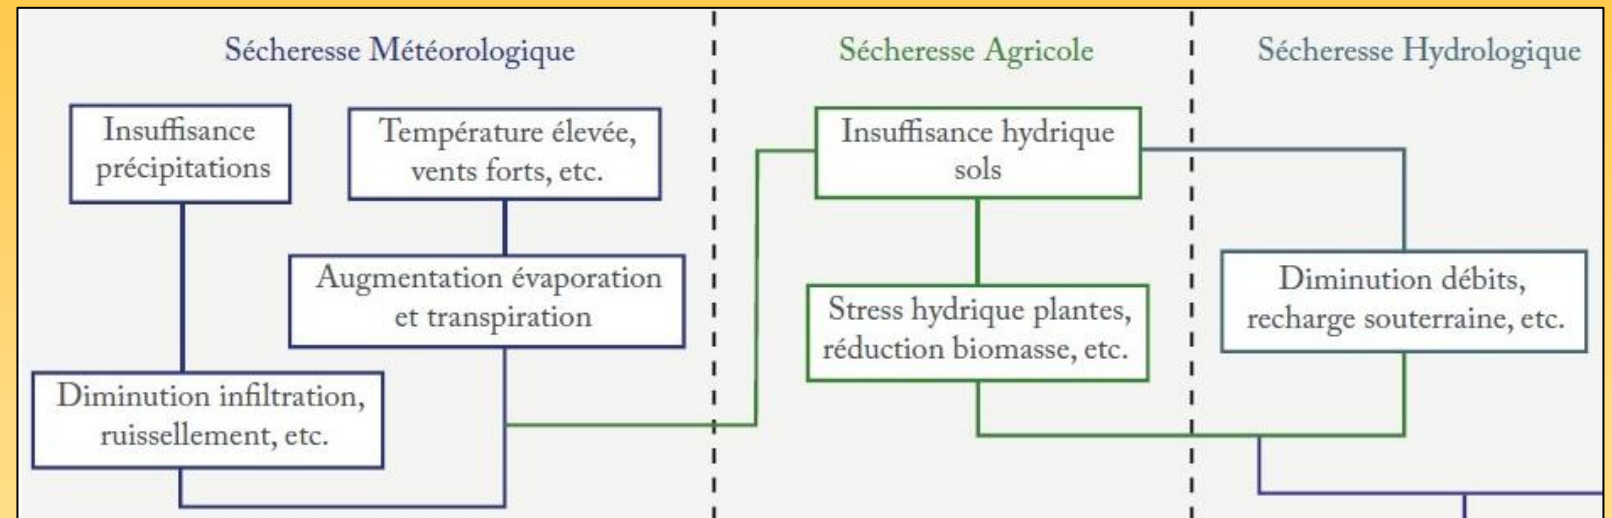 Sécheresse Météorologique
Insuffisance
précipitations
Température élevée,
vents forts, etc.
Augmentation évaporation
et transpiration
Diminution infiltration,
ruissellement, etc.
Sécheresse Agricole
Insuffisance hydrique
sols
Stress hydrique plantes,
réduction biomasse, etc.
Sécheresse Hydrologique
Diminution débits,
recharge souterraine, etc.